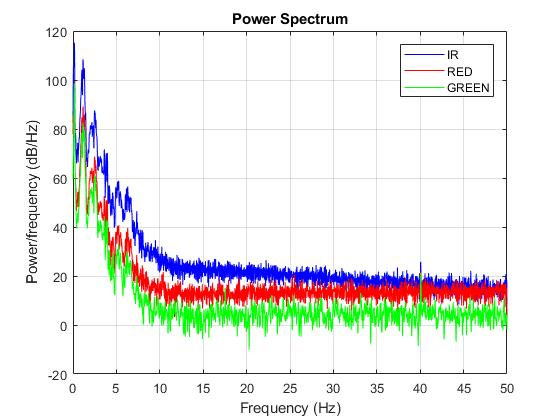 Power Spectrum
120
100
80
60
40
20
0
-20
Power/frequency (dB/Hz)
IR
RED
GREEN
0 5 10 15 20 25 30 35 40 45 50
Frequency (Hz)